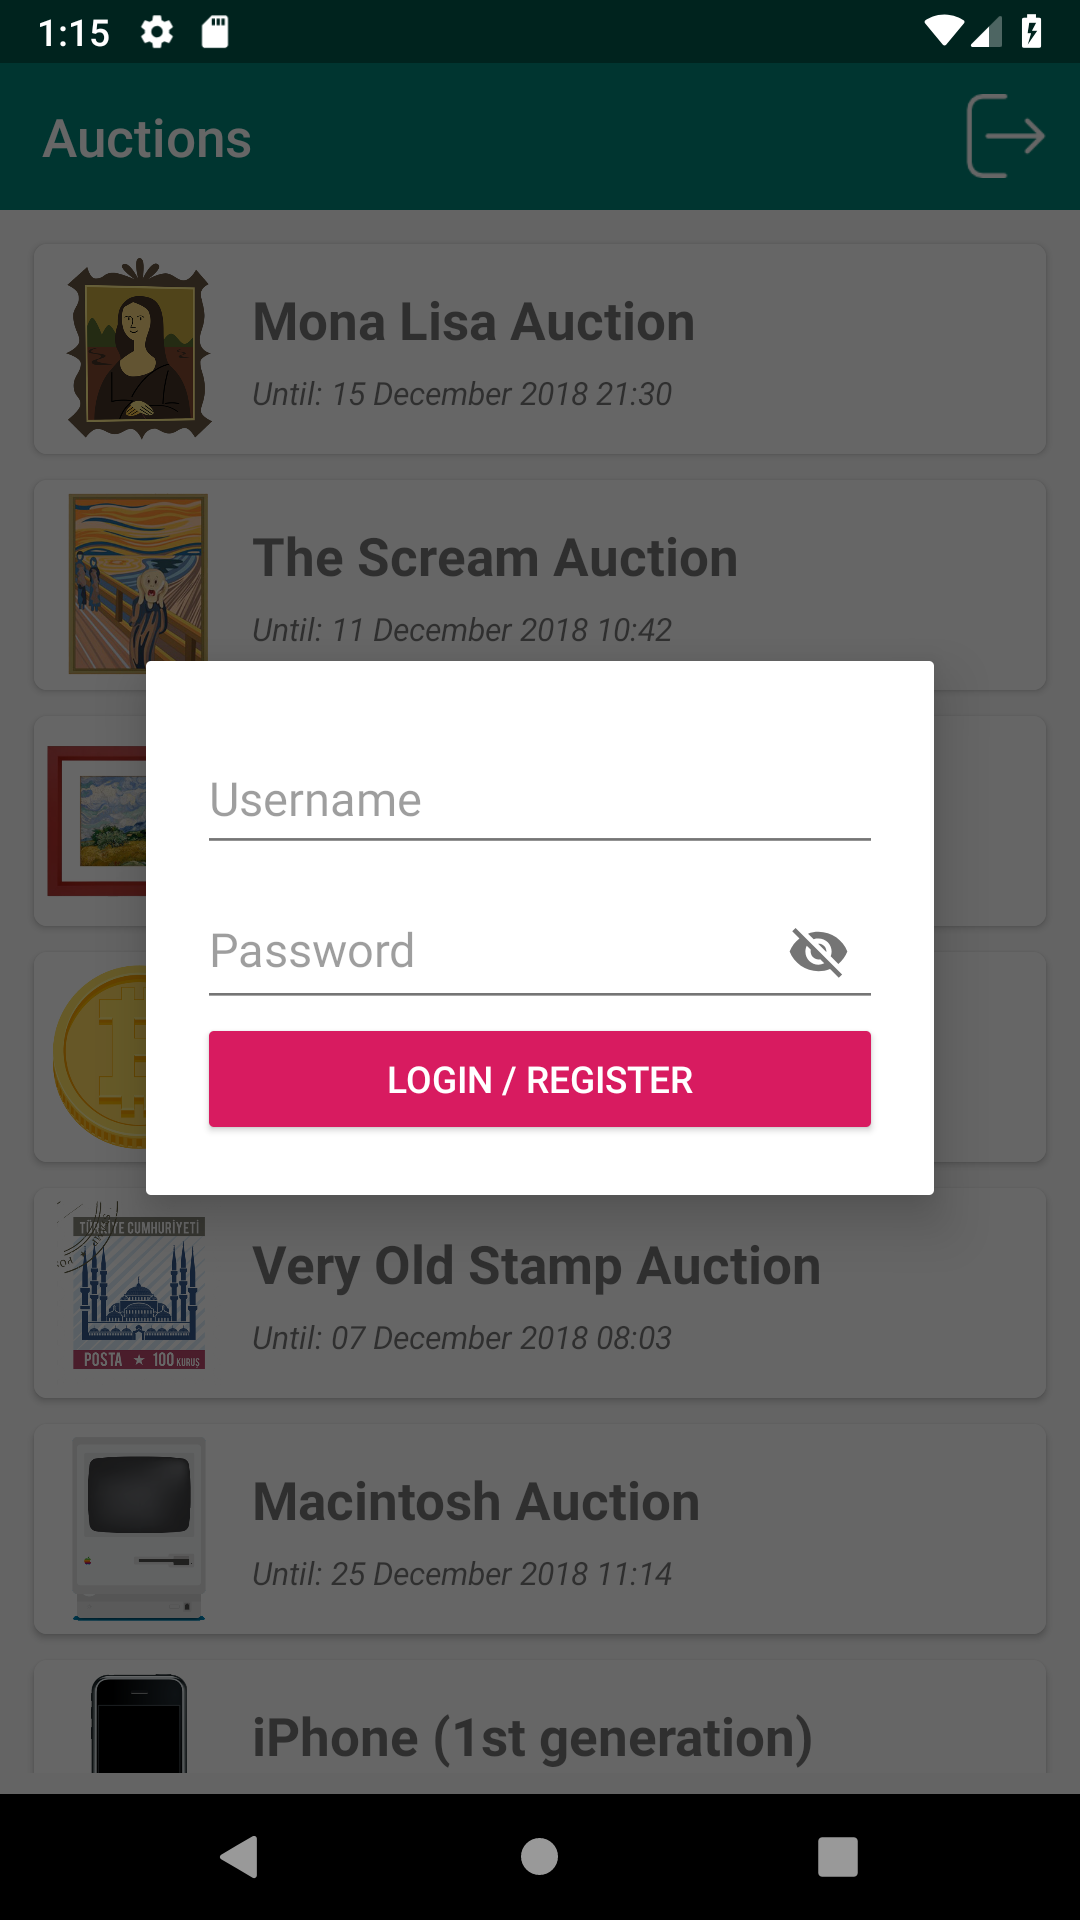 1:15
Auctions
Mona Lisa Auction
Until: 15 December 2018 21:30
The Scream Auction
Until: 11 December 2018 10:42
Username
Password
LOGIN / REGISTER
TÜRKİYE CUMHURİYETİ
POSTA ★ 100 KURUŞ
Very Old Stamp Auction
Until: 07 December 2018 08:03
Macintosh Auction
Until: 25 December 2018 11:14
iPhone (1st generation)